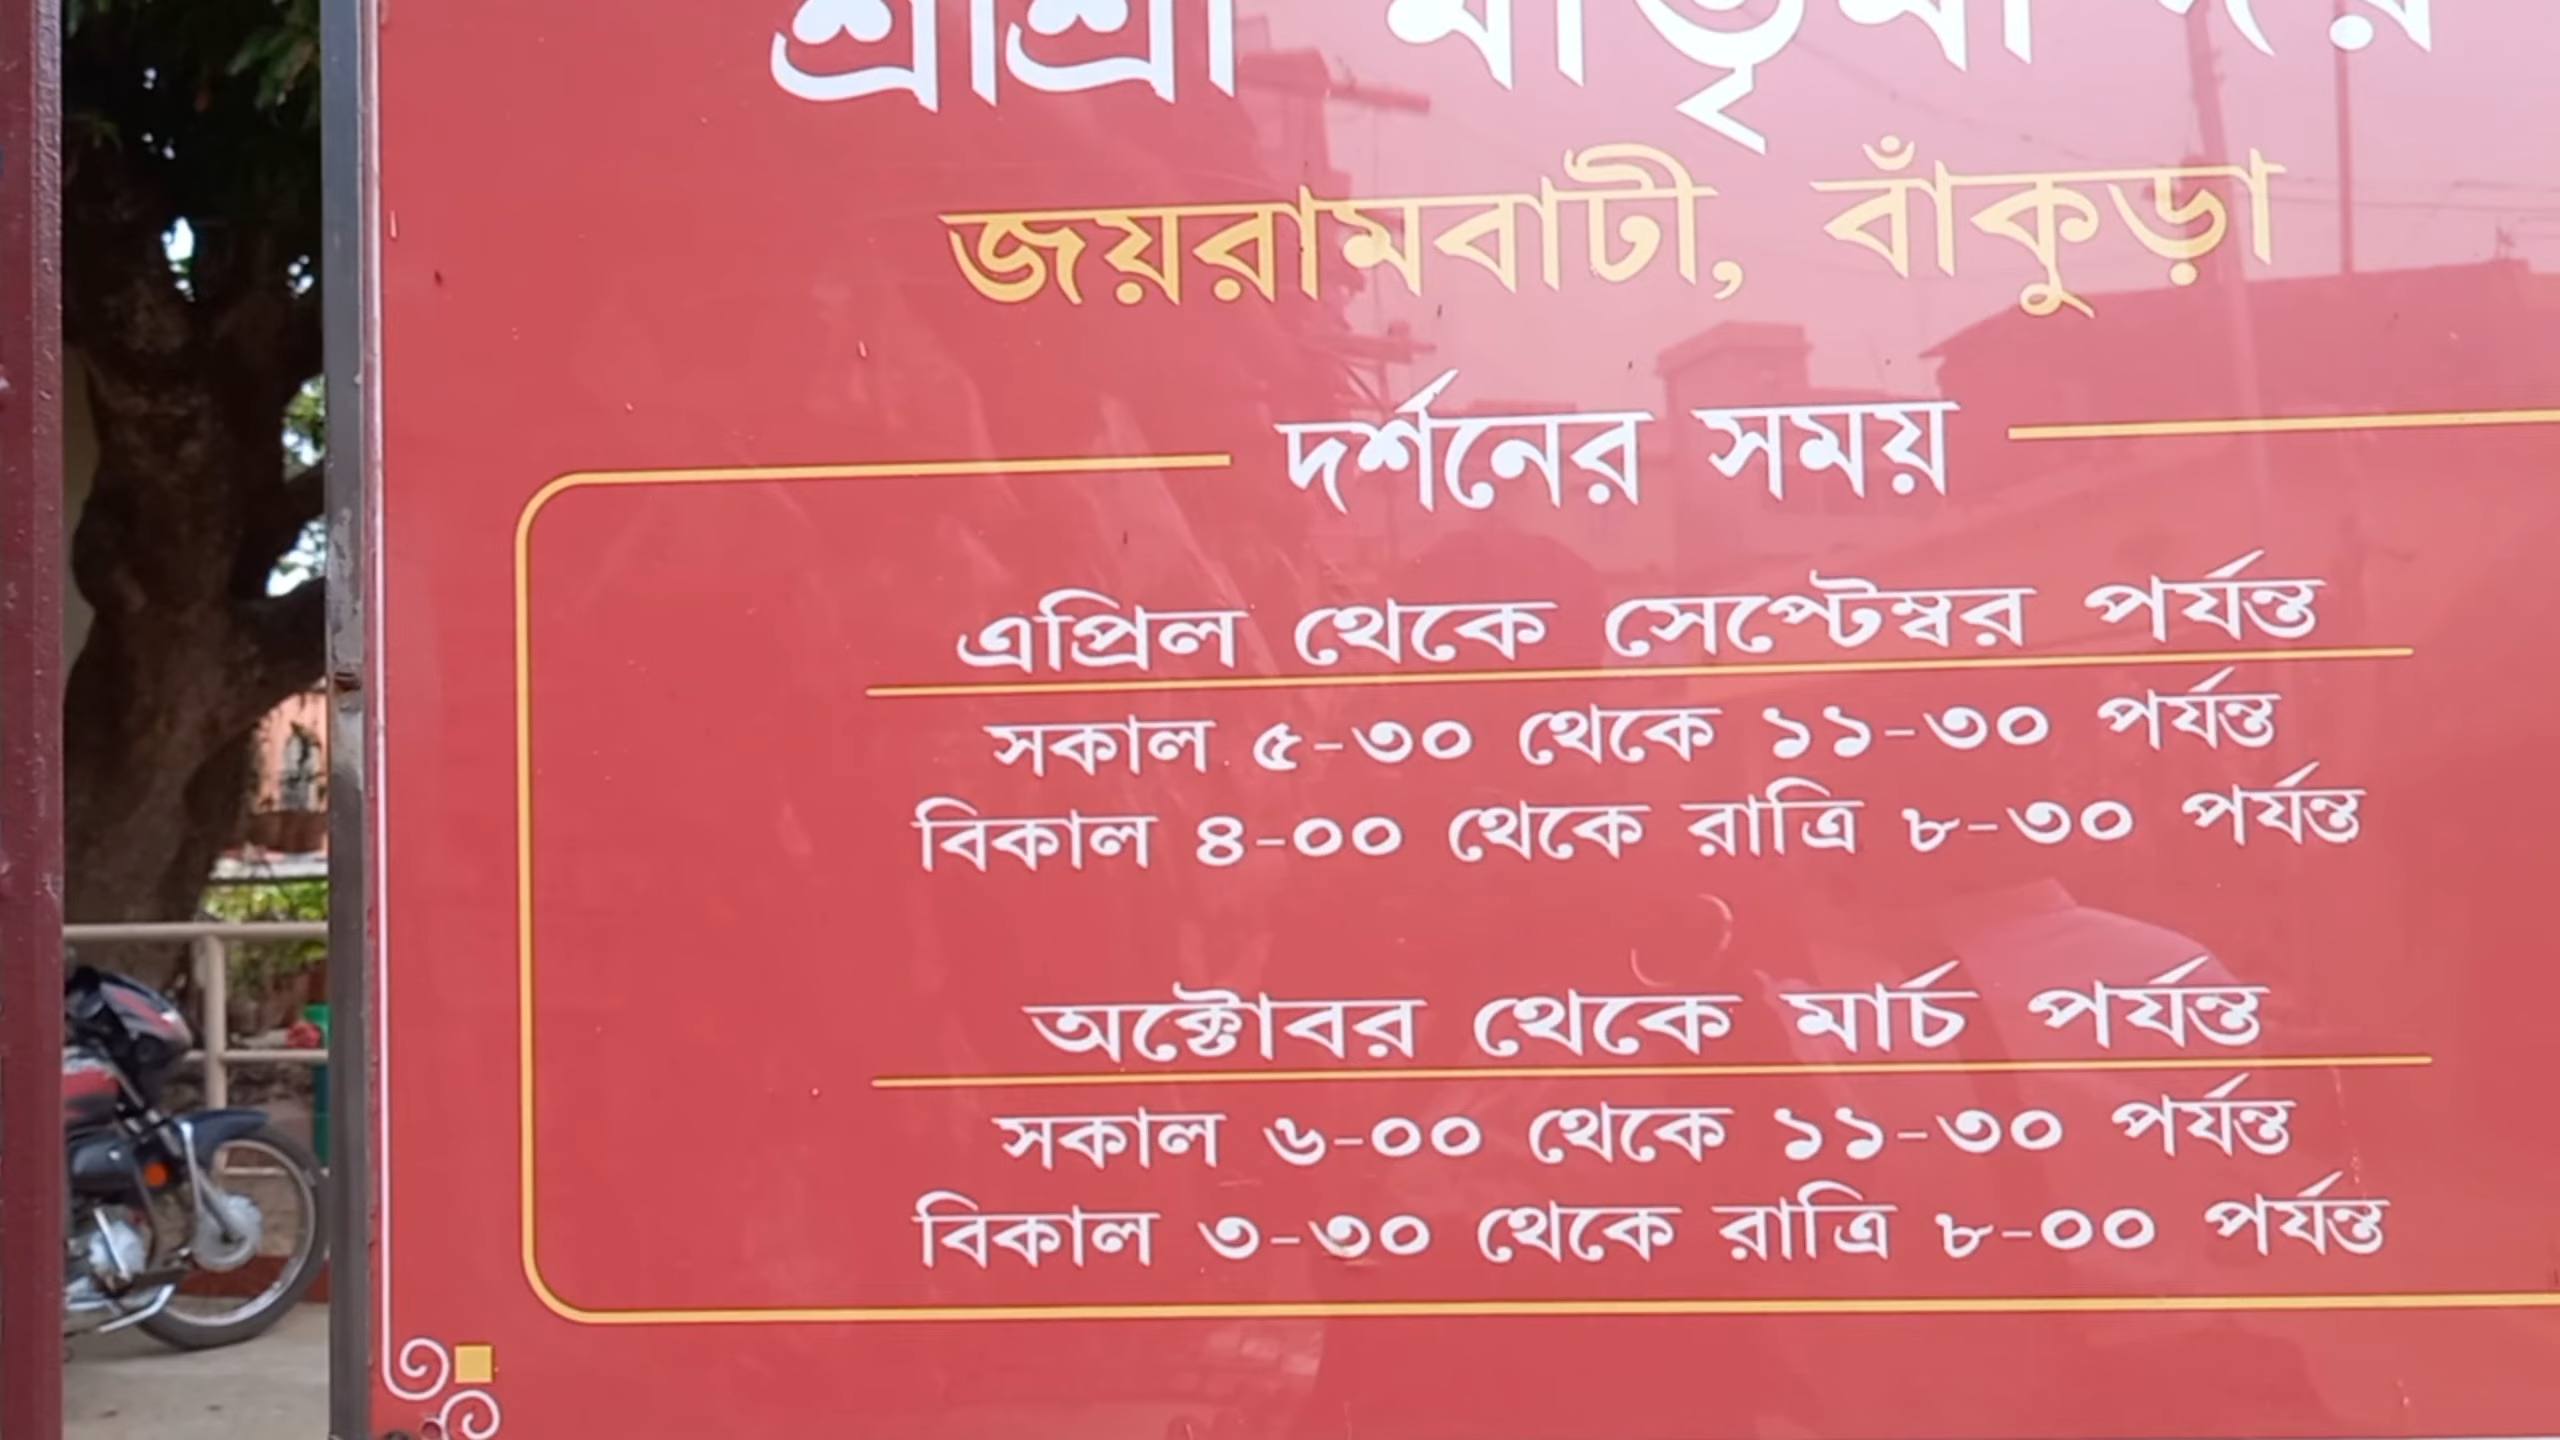 শ্রীশ্রী মাতৃমন্দির
জয়রামবাটী, বাঁকুড়া
দর্শনের সময়
এপ্রিল থেকে সেপ্টেম্বর পর্যন্ত
সকাল ৫-৩০ থেকে ১১-৩০ পর্যন্ত
বিকাল ৪-০০ থেকে রাত্রি ৮-৩০ পর্যন্ত
অক্টোবর থেকে মার্চ পর্যন্ত
সকাল ৬-০০ থেকে ১১-৩০ পর্যন্ত
বিকাল ৩-৩০ থেকে রাত্রি ৮-০০ পর্যন্ত